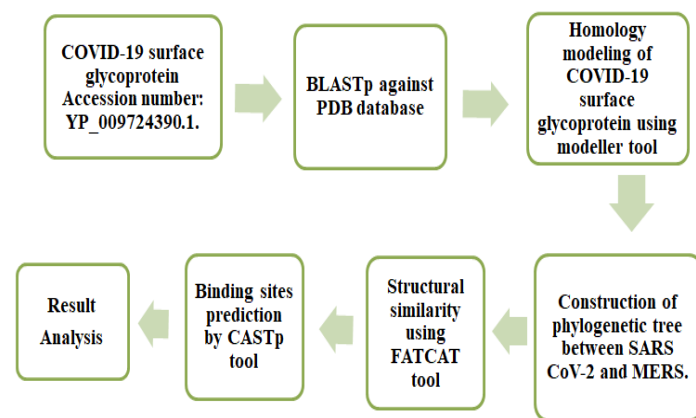 COVID-19 surface
glycoprotein
Accession number:
YP_009724390.1.
BLASTp against
PDB database
Homology
modeling of
COVID-19
surface
glycoprotein using
modeller tool
Construction of
phylogenetic tree
between SARS
CoV-2 and MERS.
Structural
similarity
using
FATCAT
tool
Binding sites
prediction
by CASTp
tool
Result
Analysis